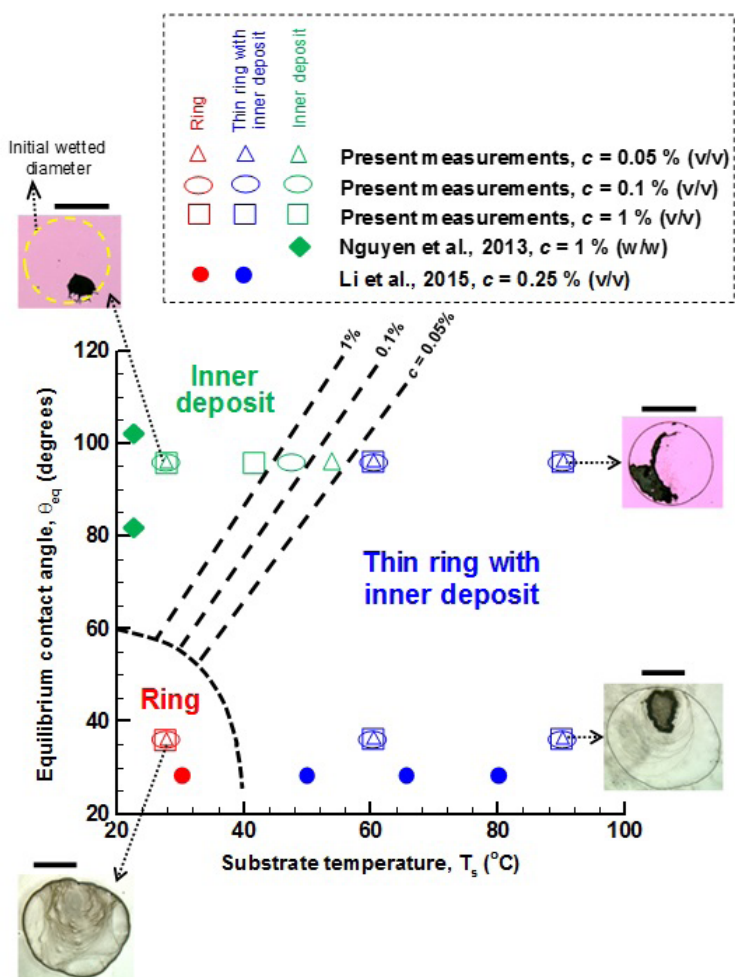 Ring
Thin ring with
inner deposit
Inner
deposit
Present measurements, c = 0.05 % (v/v)
Present measurements, c = 0.1 % (v/v)
Present measurements, c = 1 % (v/v)
Nguyen et al., 2013, c = 1 % (w/w)
Li et al., 2015, c = 0.25 % (v/v)
Initial wetted
diameter
1%
0.1%
c = 0.05%
Inner
deposit
Thin ring with
inner deposit
Ring
Equilibrium contact angle, Θeq (degrees)
120
100
80
60
40
20
20 40 60 80 100
Substrate temperature, Ts (oC)